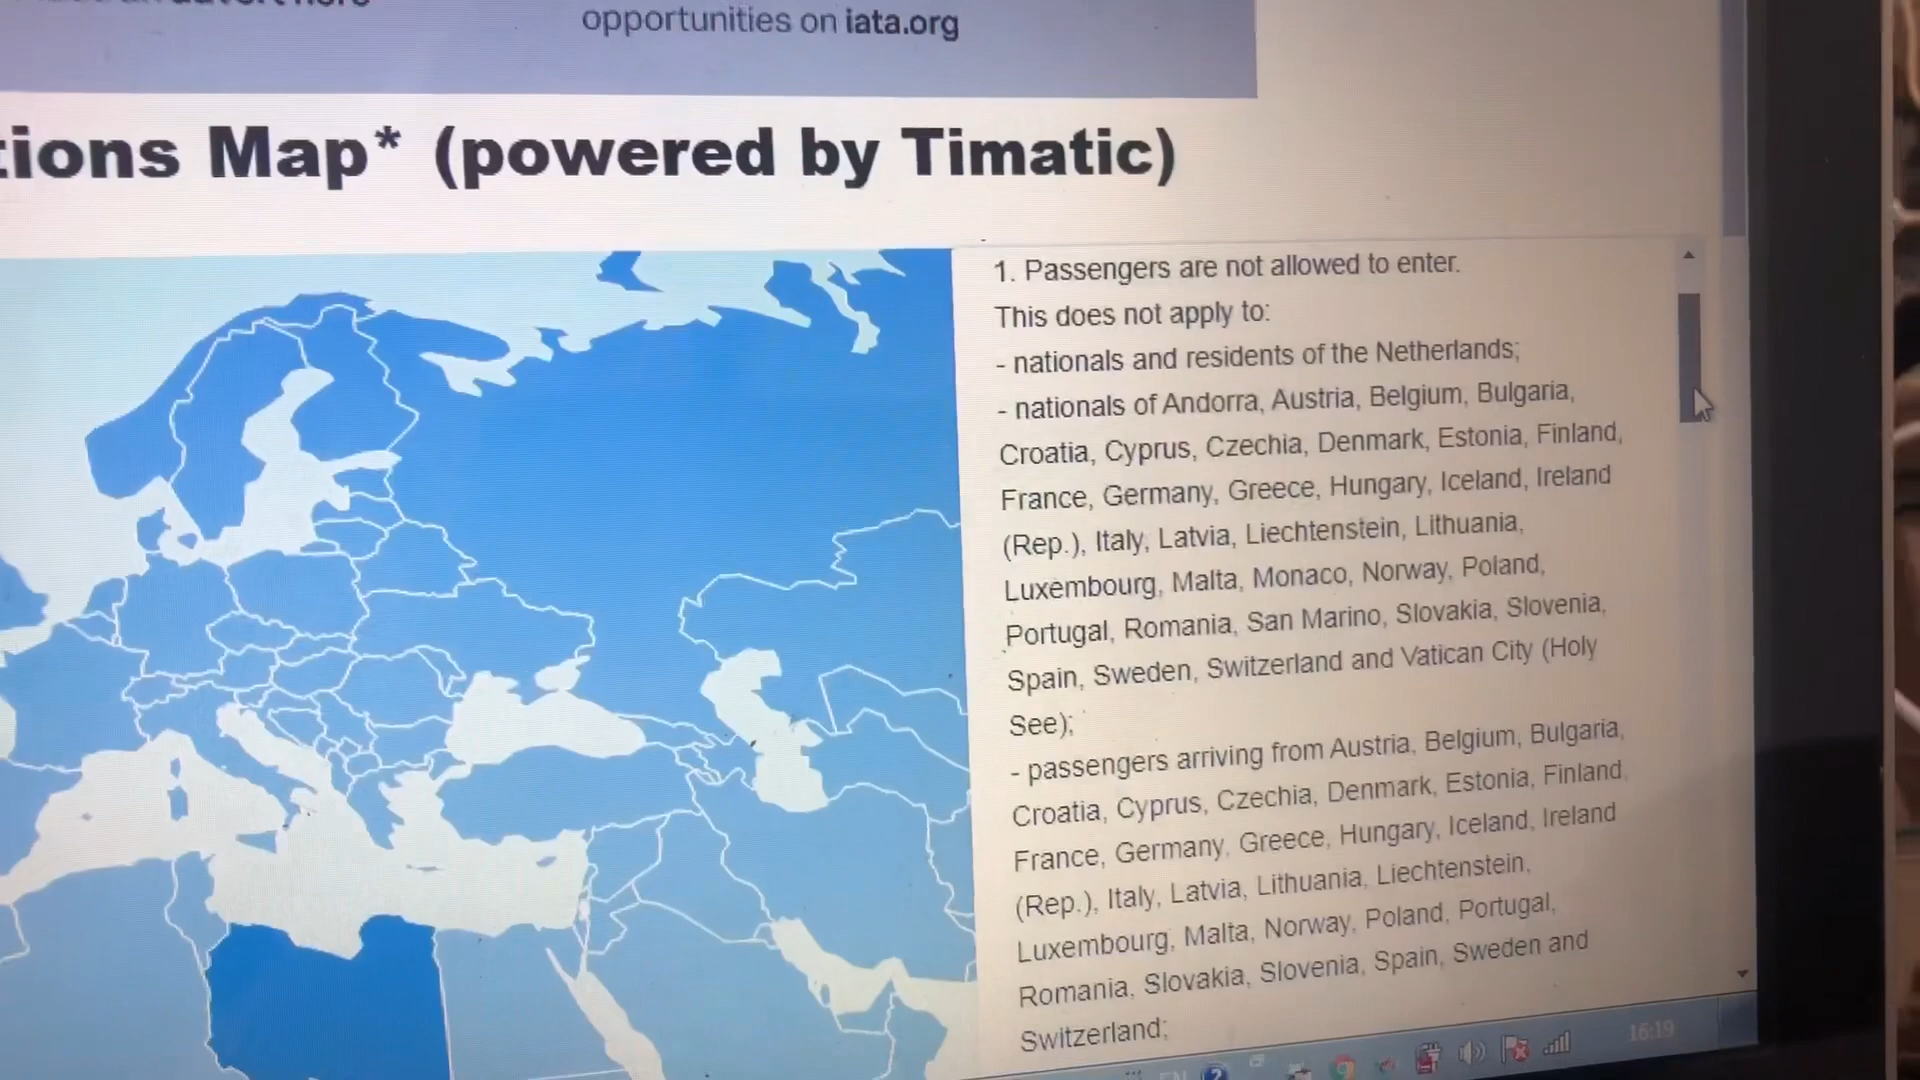 advert here
opportunities on iata.org
tions Map* (powered by Timatic)
1. Passengers are not allowed to enter.
This does not apply to:
- nationals and residents of the Netherlands;
- nationals of Andorra, Austria, Belgium, Bulgaria,
Croatia, Cyprus, Czechia, Denmark, Estonia, Finland,
France, Germany, Greece, Hungary, Iceland, Ireland
(Rep.), Italy, Latvia, Liechtenstein, Lithuania,
Luxembourg, Malta, Monaco, Norway, Poland,
Portugal, Romania, San Marino, Slovakia, Slovenia,
Spain, Sweden, Switzerland and Vatican City (Holy
See);
- passengers arriving from Austria, Belgium, Bulgaria,
Croatia, Cyprus, Czechia, Denmark, Estonia, Finland,
France, Germany, Greece, Hungary, Iceland, Ireland
(Rep.), Italy, Latvia, Lithuania, Liechtenstein,
Luxembourg, Malta, Norway, Poland, Portugal,
Romania, Slovakia, Slovenia, Spain, Sweden and
Switzerland;
EN
16:19